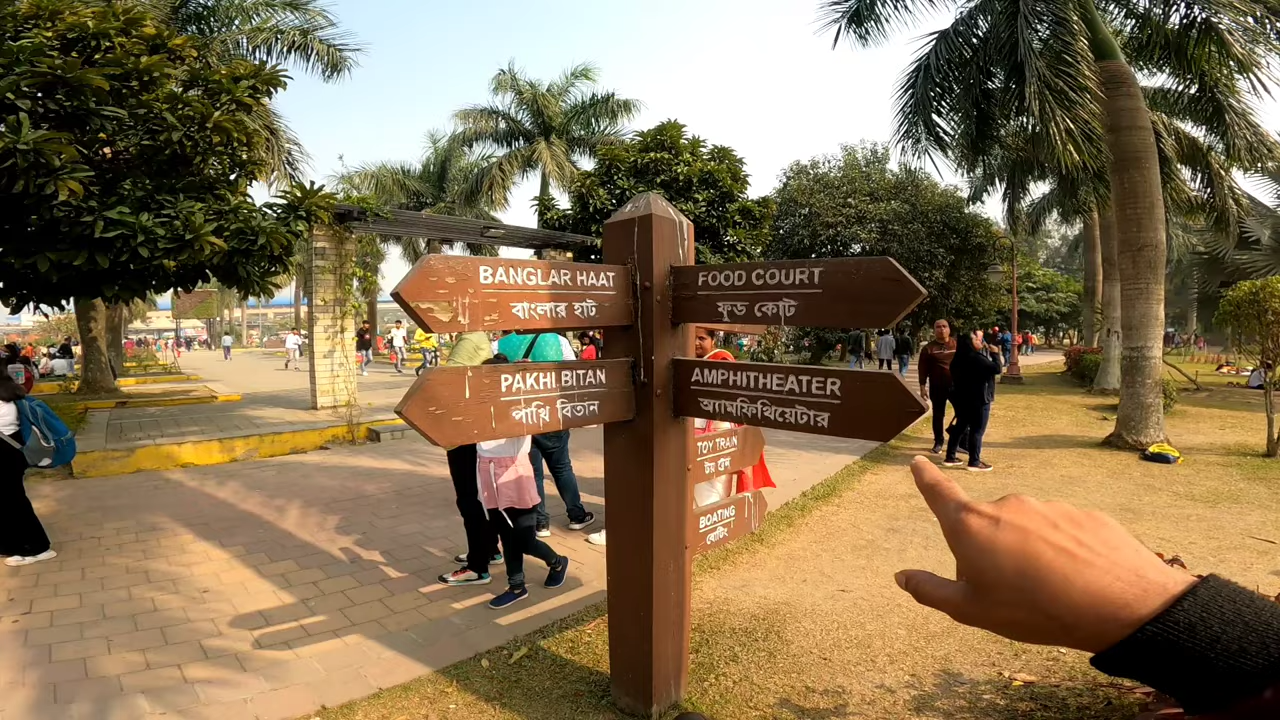 BANGLAR HAAT
বাংলার হাট
FOOD COURT
ফুড কোর্ট
PAKHI BITAN
পাখি বিতান
AMPHITHEATER
অ্যামফিথিয়েটার
TOY TRAIN
টয় ট্রেন
BOATING
বোটিং